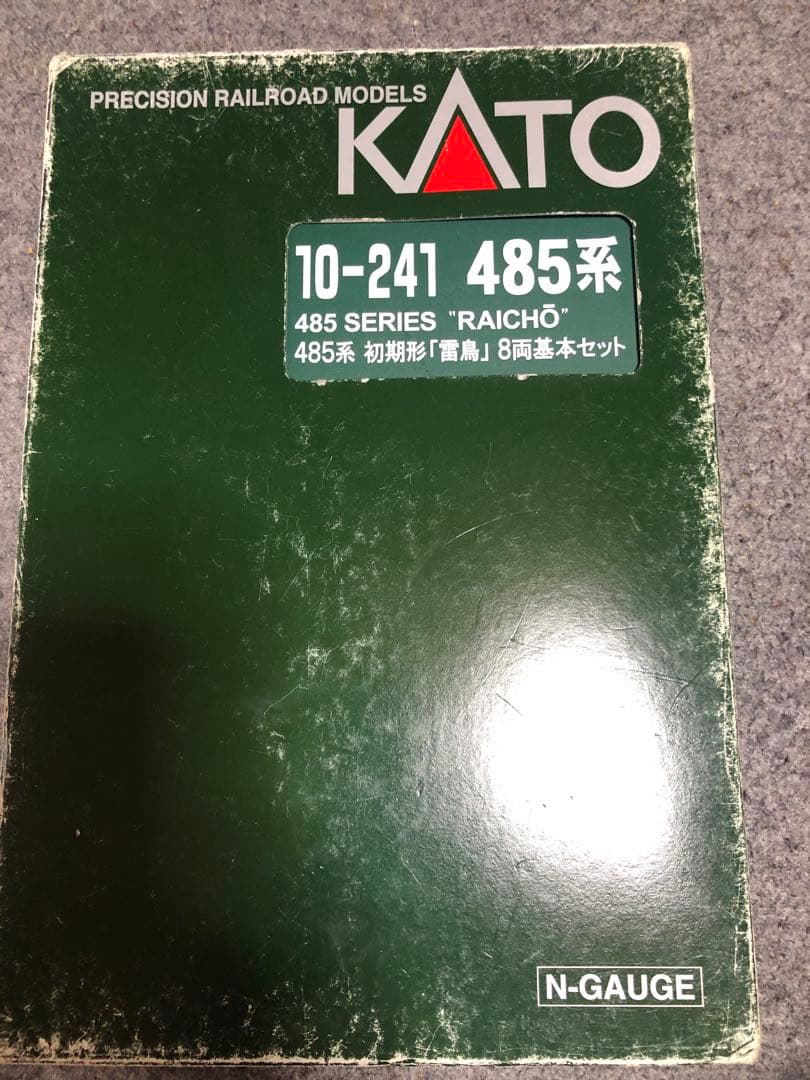 PRECISION RAILROAD MODELS
KATO
10-241 485系
485 SERIES "RAICHŌ"
485系 初期形「雷鳥」 8両基本セット
N-GAUGE